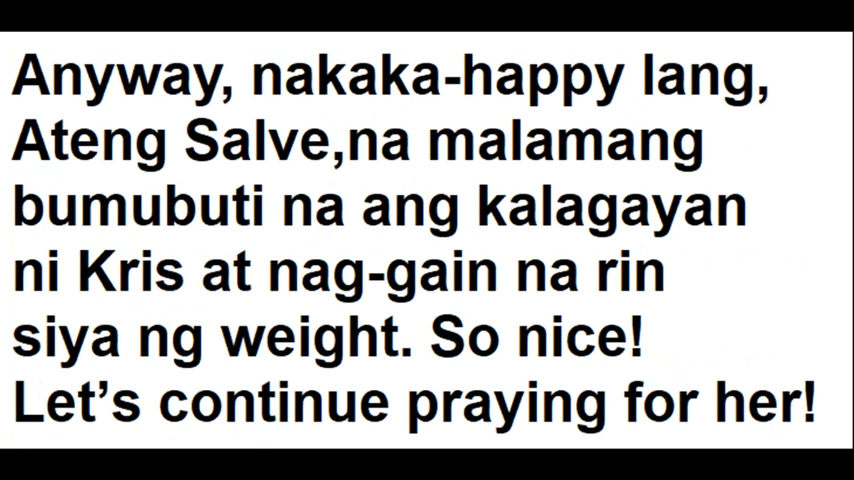 Anyway, nakaka-happy lang,
Ateng Salve,na malamang
bumubuti na ang kalagayan
ni Kris at nag-gain na rin
siya ng weight. So nice!
Let’s continue praying for her!